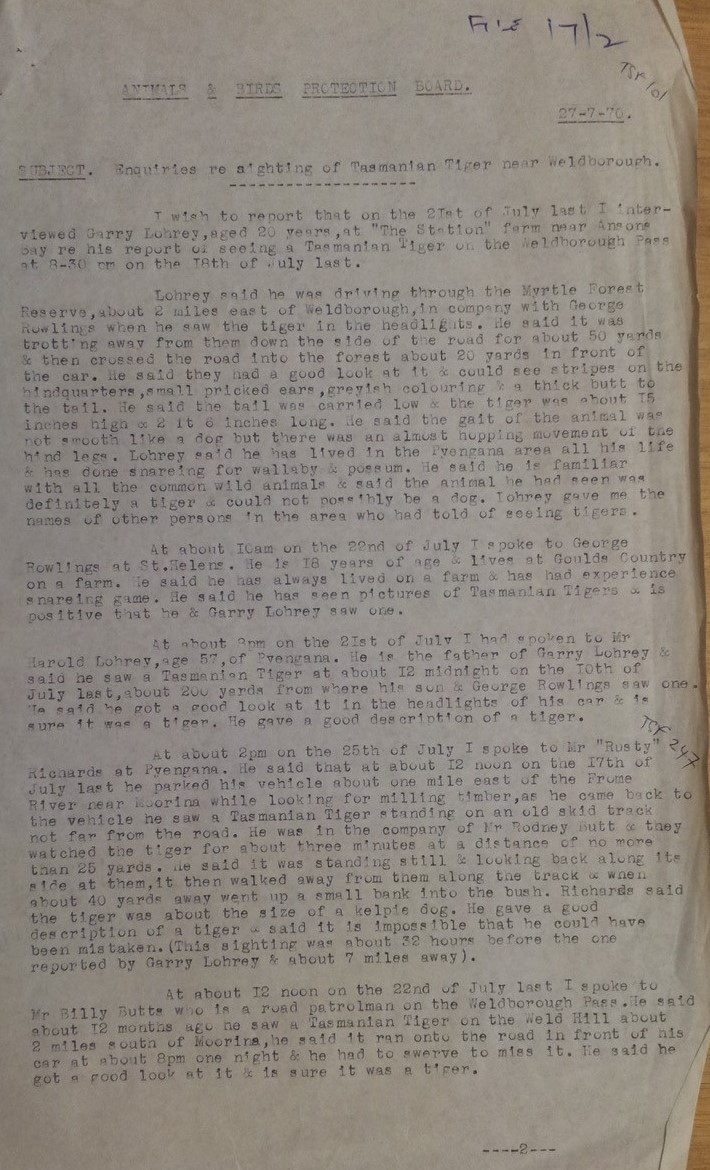 File 17/2
TBK 101
ANIMALS & BIRDS PROTECTION BOARD.
27-7-70.
SUBJECT. Enquiries re sighting of Tasmanian Tiger near Weldborough.
-------------------
I wish to report that on the 2Ist of July last I inter-
viewed Garry Lohrey,aged 20 years,at "The Station" farm near Ansons
Bay re his report of seeing a Tasmanian Tiger on the Weldborough Pass
at 8-30 pm on the I8th of July last.
Lohrey said he was driving through the Myrtle Forest
Reserve,about 2 miles east of Weldborough,in company with George
Rowlings when he saw the tiger in the headlights. He said it was
trotting away from them down the side of the road for about 50 yards
& then crossed the road into the forest about 20 yards in front of
the car. He said they had a good look at it & could see stripes on the
hindquarters,small pricked ears,greyish colouring & a thick butt to
the tail. He said the tail was carried low & the tiger was about I5
inches high & 2 ft 6 inches long. He said the gait of the animal was
not smooth like a dog but there was an almost hopping movement of the
hind legs. Lohrey said he has lived in the Pyengana area all his life
& has done snareing for wallaby & possum. He said he is familiar
with all the common wild animals & said the animal he had seen was
definitely a tiger & could not possibly be a dog. Lohrey gave me the
names of other persons in the area who had told of seeing tigers.
At about I0am on the 22nd of July I spoke to George
Rowlings at St.Helens. He is I8 years of age & lives at Goulds Country
on a farm. He said he has always lived on a farm & has had experience
snareing game. He said he has seen pictures of Tasmanian Tigers & is
positive that he & Garry Lohrey saw one.
At about pm on the 2Ist of July I had spoken to Mr
Harold Lohrey,age 57,of Pyengana. He is the father of Garry Lohrey &
said he saw a Tasmanian Tiger at about I2 midnight on the I0th of
July last,about 200 yards from where his son & George Rowlings saw one.
He said he got a good look at it in the headlights of his car & is
sure it was a tiger. He gave a good description of a tiger.
At about 2pm on the 25th of July I spoke to Mr "Rusty"
Richards at Pyengana. He said that at about I2 noon on the I7th of
July last he parked his vehicle about one mile east of the Frome
River near Moorina while looking for milling timber,as he came back to
the vehicle he saw a Tasmanian Tiger standing on an old skid track
not far from the road. He was in the company of Mr Rodney Butt & they
watched the tiger for about three minutes at a distance of no more
than 25 yards. He said it was standing still & looking back along its
side at them,it then walked away from them along the track & when
about 40 yards away went up a small bank into the bush. Richards said
the tiger was about the size of a kelpie dog. He gave a good
description of a tiger & said it is impossible that he could have
been mistaken.(This sighting was about 32 hours before the one
reported by Garry Lohrey & about 7 miles away).
At about I2 noon on the 22nd of July last I spoke to
Mr Billy Butts who is a road patrolman on the Weldborough Pass.He said
about I2 months ago he saw a Tasmanian Tiger on the Weld Hill about
2 miles south of Moorina,he said it ran onto the road in front of his
car at about 8pm one night & he had to swerve to miss it. He said he
got a good look at it & is sure it was a tiger.
----2---